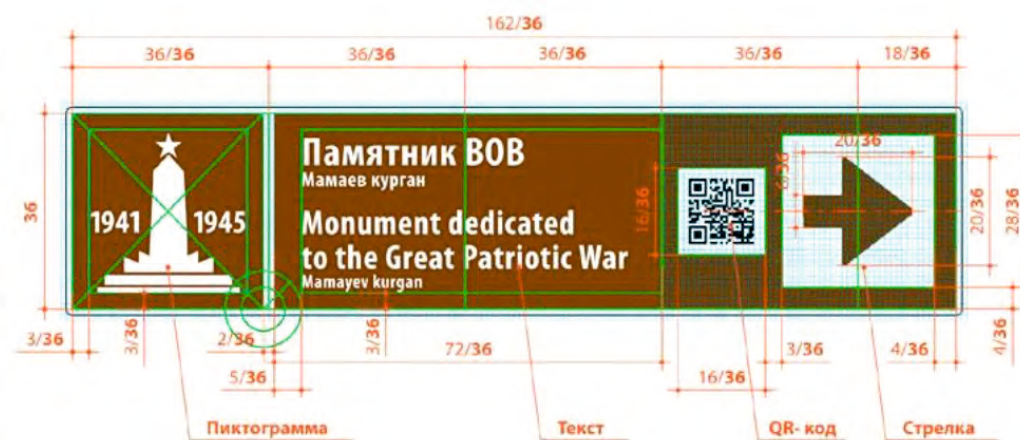 162/36
36/36 36/36 36/36 36/36 18/36
36
1941 1945
Памятник ВОВ
Мамаев курган
Monument dedicated
to the Great Patriotic War
Mamayev kurgan
16/36
6/36
20/36
20/36
28/36
3/36
3/36
2/36
5/36
3/36
72/36
16/36
3/36
4/36
4/36
Пиктограмма
Текст
QR- код
Стрелка